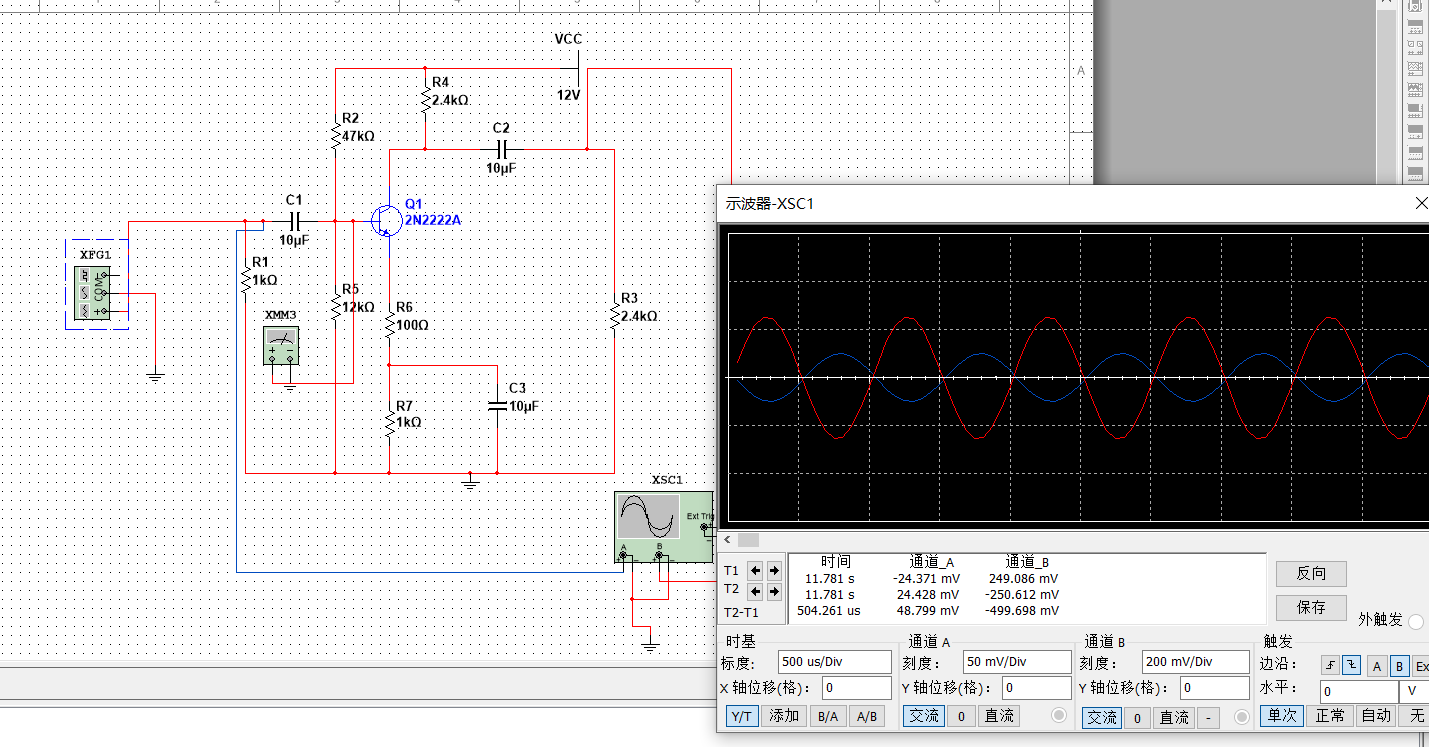 VCC
A
R4
2.4kΩ
12V
R2
47kΩ
C2
10µF
C1
10µF
Q1
2N2222A
XFG1
COM
R1
1kΩ
R5
12kΩ
XMM3
R6
100Ω
R3
2.4kΩ
C3
10µF
R7
1kΩ
XSC1
Ext Trig
A B
示波器-XSC1
T1
T2
T2-T1
时间 通道_A 通道_B
11.781 s -24.371 mV 249.086 mV
11.781 s 24.428 mV -250.612 mV
504.261 us 48.799 mV -499.698 mV
反向
保存
外触发
时基 通道 A 通道 B 触发
标度: 500 us/Div 刻度: 50 mV/Div 刻度: 200 mV/Div 边沿: A B Ex
X 轴位移(格): 0 Y 轴位移(格): 0 Y 轴位移(格): 0 水平: 0 V
Y/T 添加 B/A A/B 交流 0 直流 交流 0 直流 - 单次 正常 自动 无